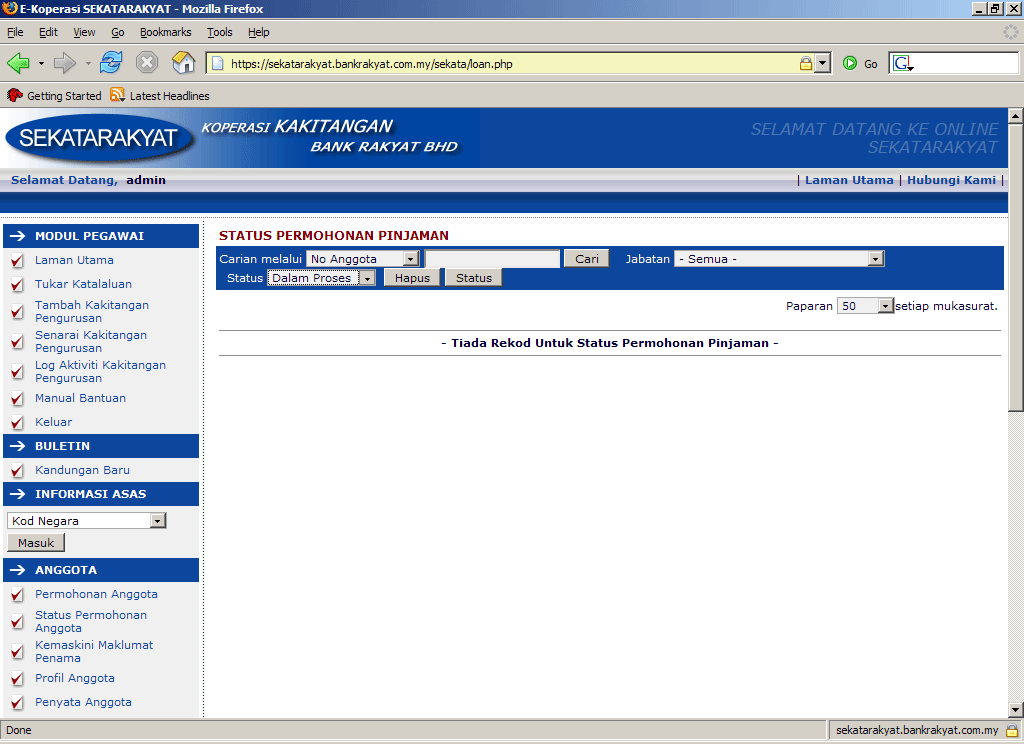 E-Koperasi SEKATARAKYAT - Mozilla Firefox
File Edit View Go Bookmarks Tools Help
https://sekatarakyat.bankrakyat.com.my/sekata/loan.php Go G
Getting Started Latest Headlines
SEKATARAKYAT
KOPERASI KAKITANGAN
BANK RAKYAT BHD
SELAMAT DATANG KE ONLINE
SEKATARAKYAT
Selamat Datang, admin
| Laman Utama | Hubungi Kami |
MODUL PEGAWAI
Laman Utama
Tukar Katalaluan
Tambah Kakitangan
Pengurusan
Senarai Kakitangan
Pengurusan
Log Aktiviti Kakitangan
Pengurusan
Manual Bantuan
Keluar
BULETIN
Kandungan Baru
INFORMASI ASAS
Kod Negara
Masuk
ANGGOTA
Permohonan Anggota
Status Permohonan
Anggota
Kemaskini Maklumat
Penama
Profil Anggota
Penyata Anggota
STATUS PERMOHONAN PINJAMAN
Carian melalui No Anggota Cari Jabatan - Semua -
Status Dalam Proses Hapus Status
Paparan 50 setiap mukasurat.
- Tiada Rekod Untuk Status Permohonan Pinjaman -
Done
sekatarakyat.bankrakyat.com.my